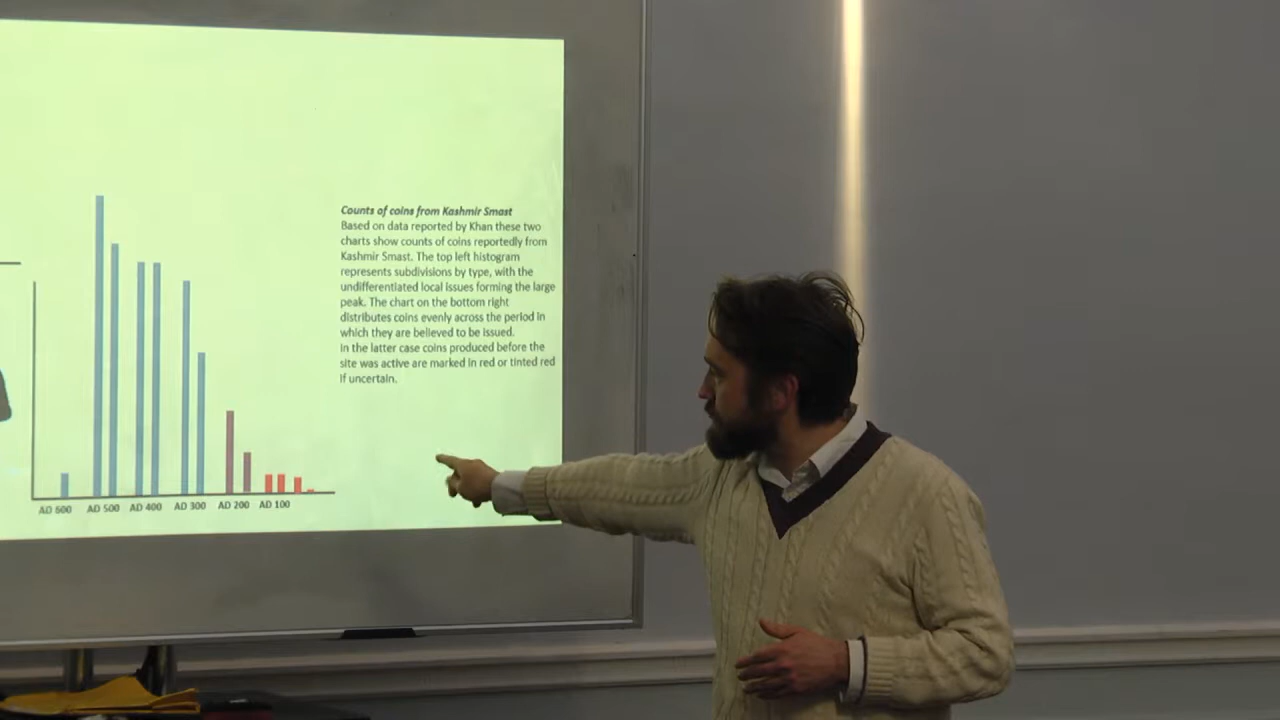 Counts of coins from Kashmir Smast
Based on data reported by Khan these two
charts show counts of coins reportedly from
Kashmir Smast. The top left histogram
represents subdivisions by type, with the
undifferentiated local issues forming the large
peak. The chart on the bottom right
distributes coins evenly across the period in
which they are believed to be issued.
In the latter case coins produced before the
site was active are marked in red or tinted red
if uncertain.
AD 600 AD 500 AD 400 AD 300 AD 200 AD 100